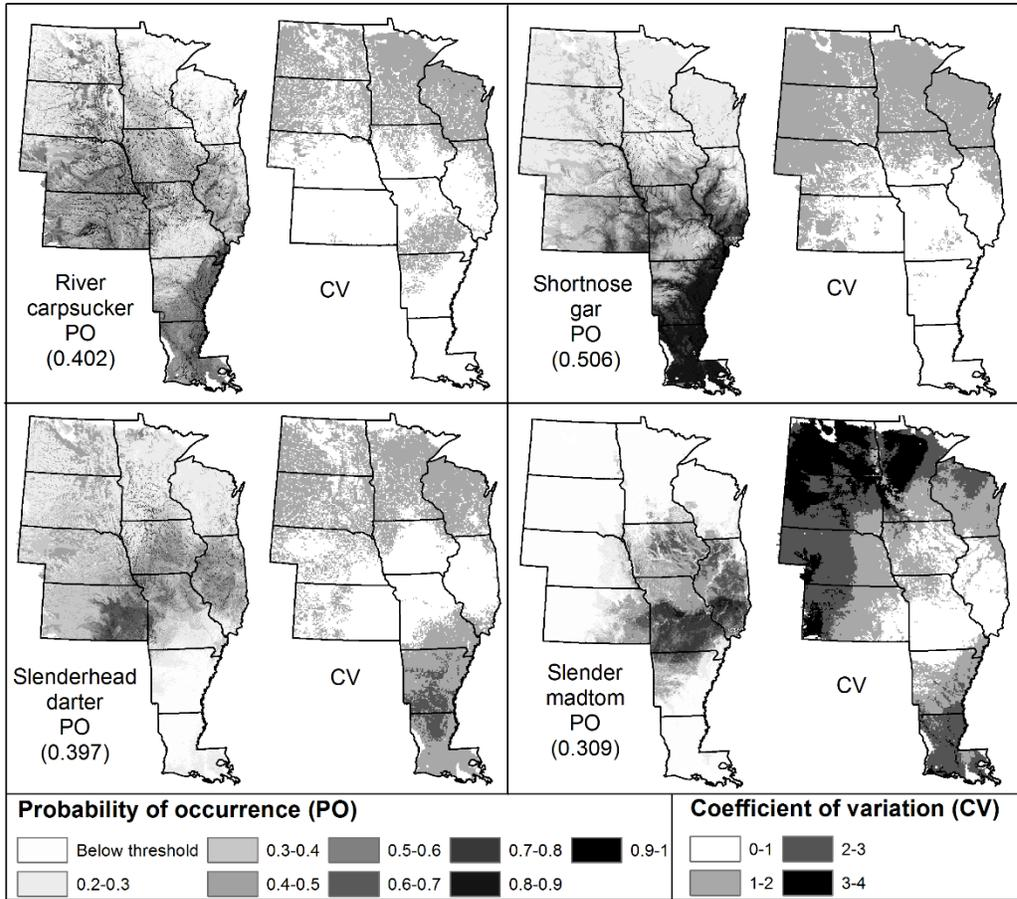 River
carpsucker
PO
(0.402)
CV
Shortnose
gar
PO
(0.506)
CV
Slenderhead
darter
PO
(0.397)
CV
Slender
madtom
PO
(0.309)
CV
Probability of occurrence (PO)
Below threshold
0.3-0.4
0.5-0.6
0.7-0.8
0.9-1
0.2-0.3
0.4-0.5
0.6-0.7
0.8-0.9
Coefficient of variation (CV)
0-1
2-3
1-2
3-4